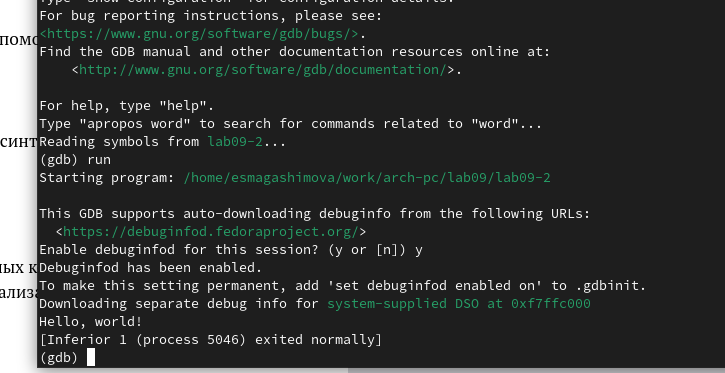 Type "show configuration" for configuration details.
For bug reporting instructions, please see:
<https://www.gnu.org/software/gdb/bugs/>.
Find the GDB manual and other documentation resources online at:
<http://www.gnu.org/software/gdb/documentation/>.
For help, type "help".
Type "apropos word" to search for commands related to "word"...
Reading symbols from lab09-2...
(gdb) run
Starting program: /home/esmagashimova/work/arch-pc/lab09/lab09-2
This GDB supports auto-downloading debuginfo from the following URLs:
<https://debuginfod.fedoraproject.org/>
Enable debuginfod for this session? (y or [n]) y
Debuginfod has been enabled.
To make this setting permanent, add 'set debuginfod enabled on' to .gdbinit.
Downloading separate debug info for system-supplied DSO at 0xf7ffc000
Hello, world!
[Inferior 1 (process 5046) exited normally]
(gdb)